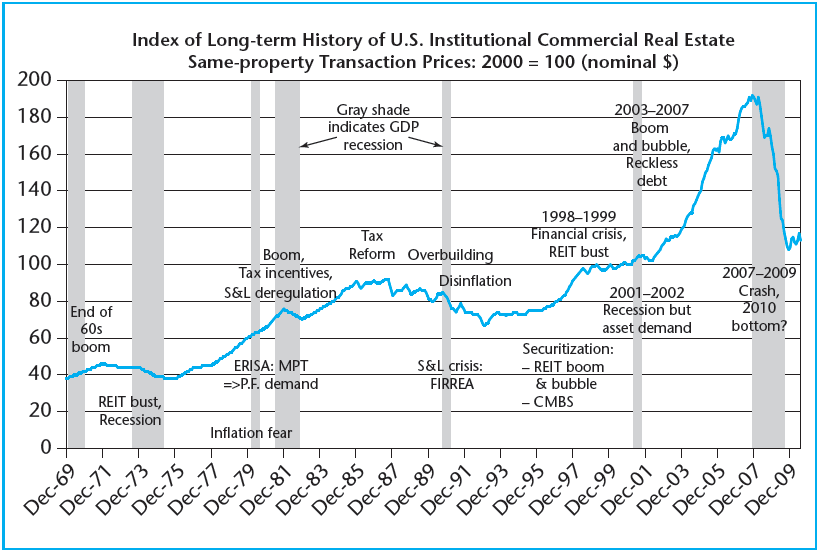 Index of Long-term History of U.S. Institutional Commercial Real Estate
Same-property Transaction Prices: 2000 = 100 (nominal $)
200
180
160
140
120
100
80
60
40
20
0
Gray shade
indicates GDP
recession
2003–2007
Boom
and bubble,
Reckless
debt
1998–1999
Financial crisis,
REIT bust
Tax
Reform
Overbuilding
Boom,
Tax incentives,
S&L deregulation
Disinflation
2007–2009
Crash,
2010
bottom?
2001–2002
Recession but
asset demand
End of
60s
boom
Securitization:
– REIT boom
& bubble
– CMBS
ERISA: MPT
=>P.F. demand
S&L crisis:
FIRREA
REIT bust,
Recession
Inflation fear
Dec-69
Dec-71
Dec-73
Dec-75
Dec-77
Dec-79
Dec-81
Dec-83
Dec-85
Dec-87
Dec-89
Dec-91
Dec-93
Dec-95
Dec-97
Dec-99
Dec-01
Dec-03
Dec-05
Dec-07
Dec-09